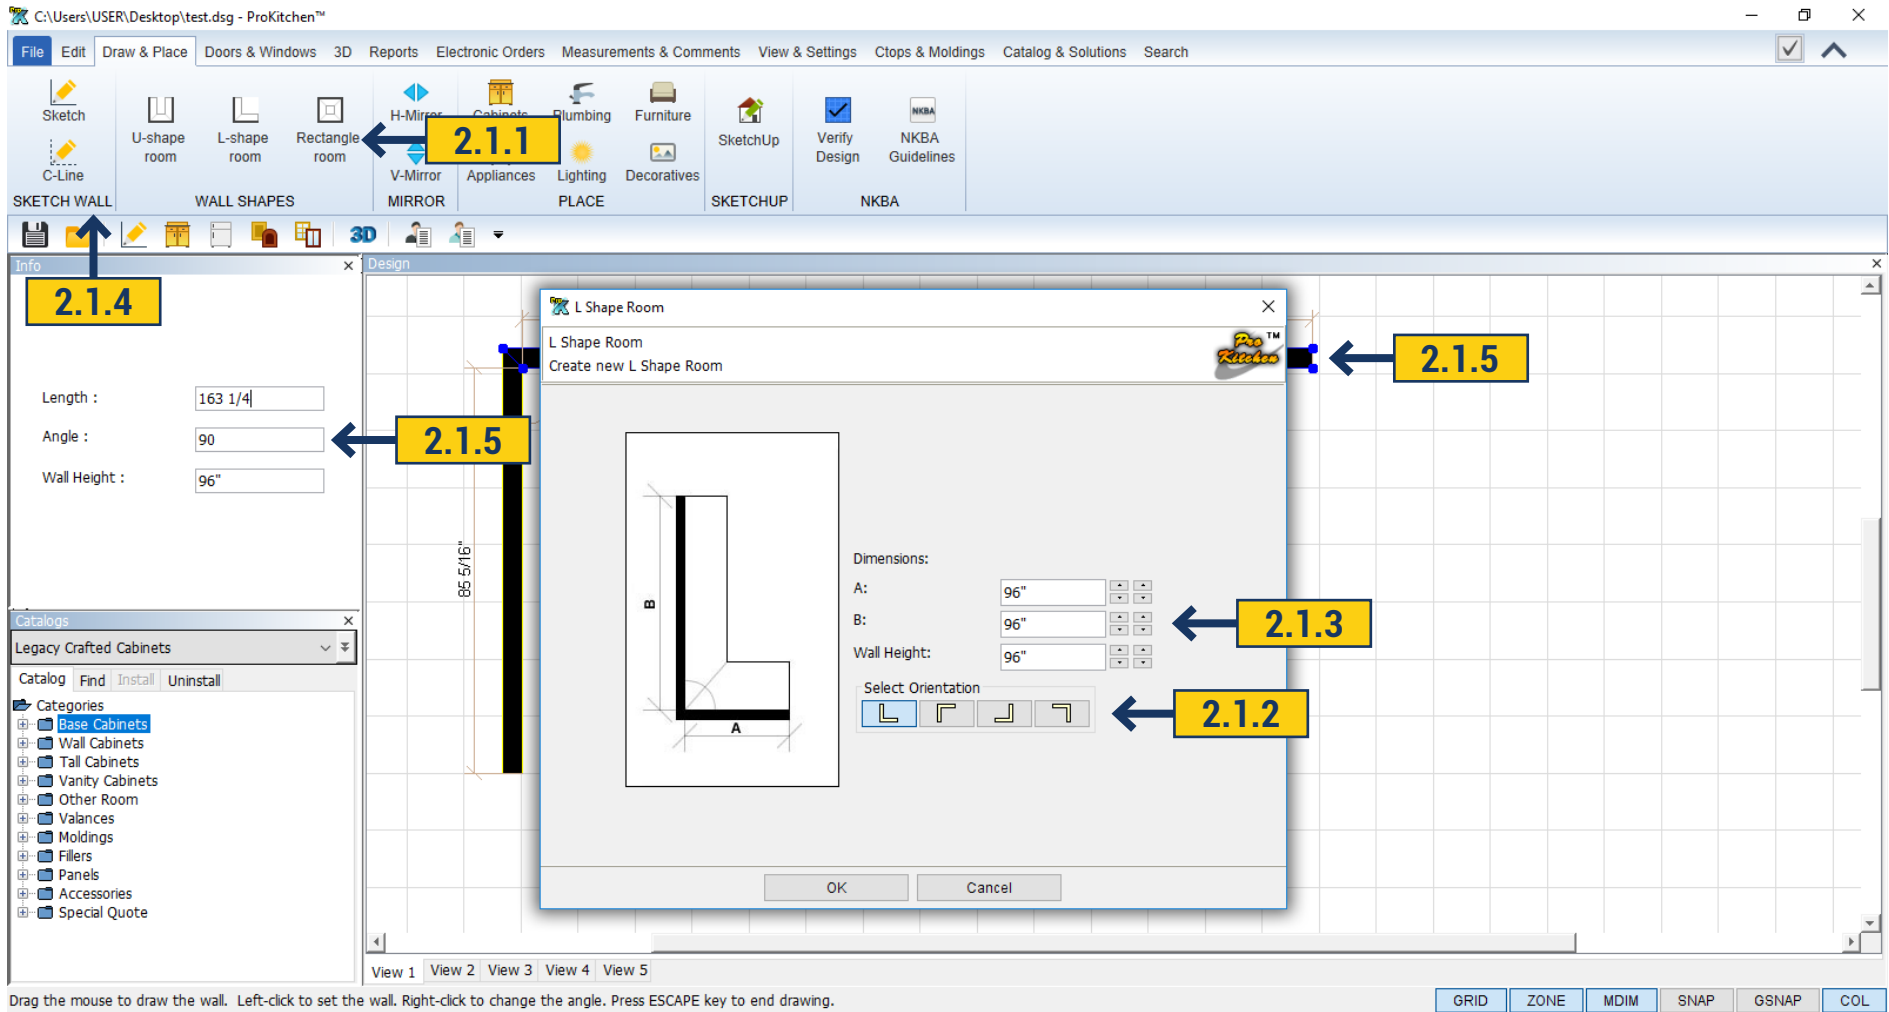 C:\Users\USER\Desktop\test.dsg - ProKitchen™
File Edit Draw & Place Doors & Windows 3D Reports Electronic Orders Measurements & Comments View & Settings Ctops & Moldings Catalog & Solutions Search
Sketch
C-Line
SKETCH WALL
U-shape
room
L-shape
room
Rectangle
room
WALL SHAPES
H-Mirror
V-Mirror
MIRROR
Cabinets
Plumbing
Furniture
Appliances
Lighting
Decoratives
PLACE
SketchUp
SKETCHUP
Verify
Design
NKBA
NKBA
Guidelines
NKBA
2.1.1
3D
Info
2.1.4
Length :
163 1/4
Angle :
90
Wall Height :
96"
2.1.5
Catalogs
Legacy Crafted Cabinets
Catalog Find Install Uninstall
Categories
Base Cabinets
Wall Cabinets
Tall Cabinets
Vanity Cabinets
Other Room
Valances
Moldings
Fillers
Panels
Accessories
Special Quote
Design
85 5/16"
2.1.5
L Shape Room
L Shape Room
Create new L Shape Room
Pro ™
Kitchen
B
A
Dimensions:
A:
96"
B:
96"
Wall Height:
96"
2.1.3
Select Orientation
2.1.2
OK
Cancel
View 1 View 2 View 3 View 4 View 5
Drag the mouse to draw the wall. Left-click to set the wall. Right-click to change the angle. Press ESCAPE key to end drawing.
GRID ZONE MDIM SNAP GSNAP COL